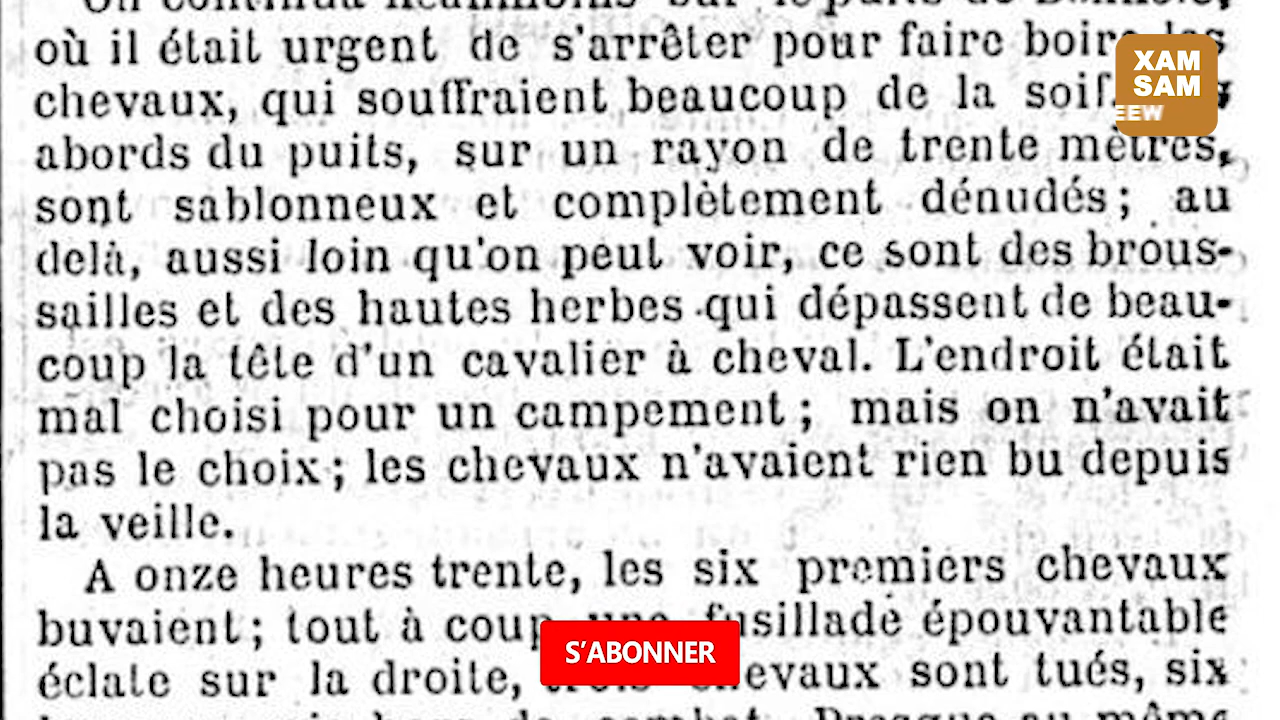 où il était urgent de s'arrêter pour faire boire les
chevaux, qui souffraient beaucoup de la soif.
abords du puits, sur un rayon de trente mètres,
sont sablonneux et complètement dénudés; au
delà, aussi loin qu'on peut voir, ce sont des brous-
sailles et des hautes herbes qui dépassent de beau-
coup la tête d'un cavalier à cheval. L'endroit était
mal choisi pour un campement; mais on n'avait
pas le choix; les chevaux n'avaient rien bu depuis
la veille.
A onze heures trente, les six premiers chevaux
buvaient; tout à coup une fusillade épouvantable
éclate sur la droite, trois chevaux sont tués, six
XAM
SAM
EEW
S'ABONNER